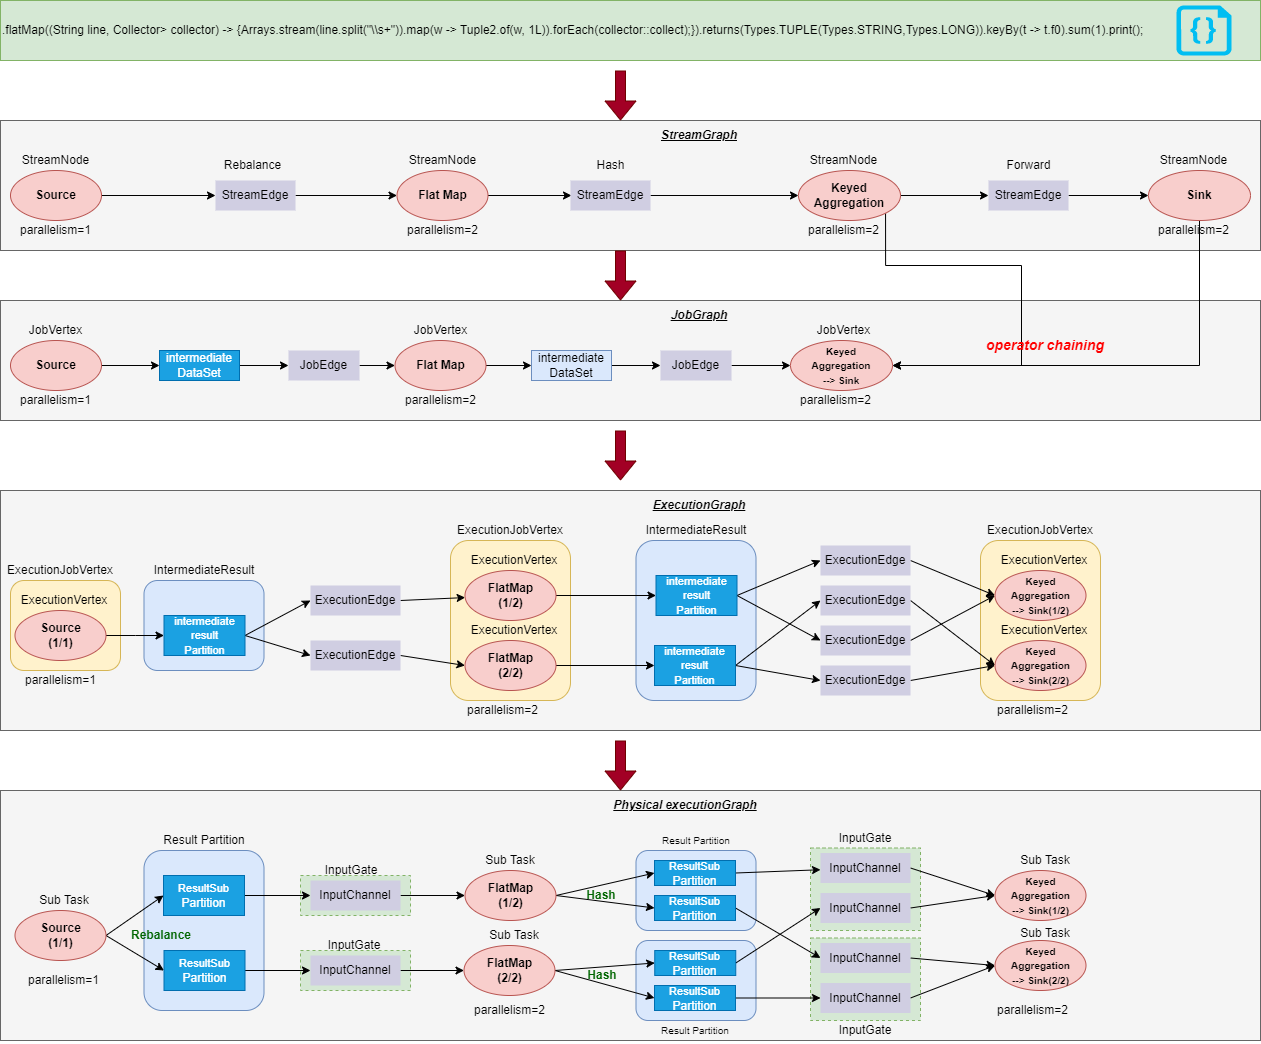 .flatMap((String line, Collector> collector) -> {Arrays.stream(line.split("\\s+")).map(w -> Tuple2.of(w, 1L)).forEach(collector::collect);}).returns(Types.TUPLE(Types.STRING,Types.LONG)).keyBy(t -> t.f0).sum(1).print();
{}
StreamGraph
StreamNode
Rebalance
StreamNode
Hash
StreamNode
Forward
StreamNode
Source
StreamEdge
Flat Map
StreamEdge
Keyed
Aggregation
StreamEdge
Sink
parallelism=1
parallelism=2
parallelism=2
parallelism=2
JobGraph
JobVertex
JobVertex
JobVertex
operator chaining
Source
intermediate
DataSet
JobEdge
Flat Map
intermediate
DataSet
JobEdge
Keyed
Aggregation
--> Sink
parallelism=1
parallelism=2
parallelism=2
ExecutionGraph
ExecutionJobVertex
ExecutionVertex
Source
(1/1)
parallelism=1
IntermediateResult
intermediate
result
Partition
ExecutionEdge
ExecutionEdge
ExecutionJobVertex
ExecutionVertex
FlatMap
(1/2)
ExecutionVertex
FlatMap
(2/2)
parallelism=2
IntermediateResult
intermediate
result
Partition
intermediate
result
Partition
ExecutionEdge
ExecutionEdge
ExecutionEdge
ExecutionEdge
ExecutionJobVertex
ExecutionVertex
Keyed
Aggregation
--> Sink(1/2)
ExecutionVertex
Keyed
Aggregation
--> Sink(2/2)
parallelism=2
Physical executionGraph
Sub Task
Source
(1/1)
parallelism=1
Rebalance
Result Partition
ResultSub
Partition
ResultSub
Partition
InputGate
InputChannel
InputGate
InputChannel
Sub Task
FlatMap
(1/2)
Sub Task
FlatMap
(2/2)
parallelism=2
Hash
Hash
Result Partition
ResultSub
Partition
ResultSub
Partition
ResultSub
Partition
ResultSub
Partition
Result Partition
InputGate
InputChannel
InputChannel
InputChannel
InputChannel
InputGate
Sub Task
Keyed
Aggregation
--> Sink(1/2)
Sub Task
Keyed
Aggregation
--> Sink(2/2)
parallelism=2